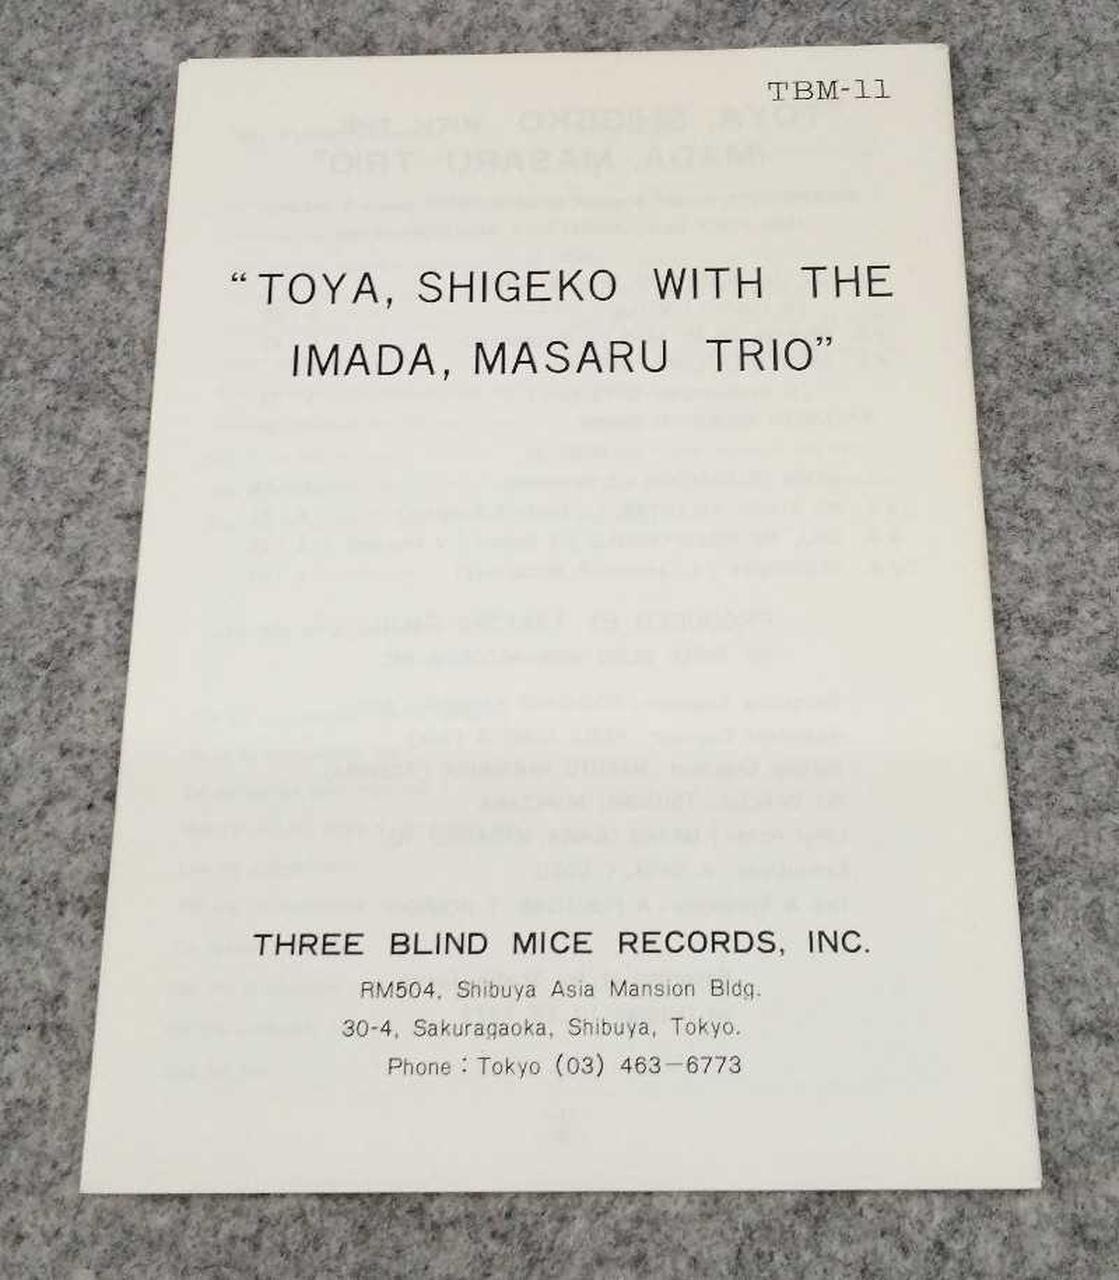 TBM-11
“TOYA, SHIGEKO WITH THE
IMADA, MASARU TRIO”
THREE BLIND MICE RECORDS, INC.
RM504, Shibuya Asia Mansion Bldg.
30-4, Sakuragaoka, Shibuya, Tokyo.
Phone : Tokyo (03) 463-6773